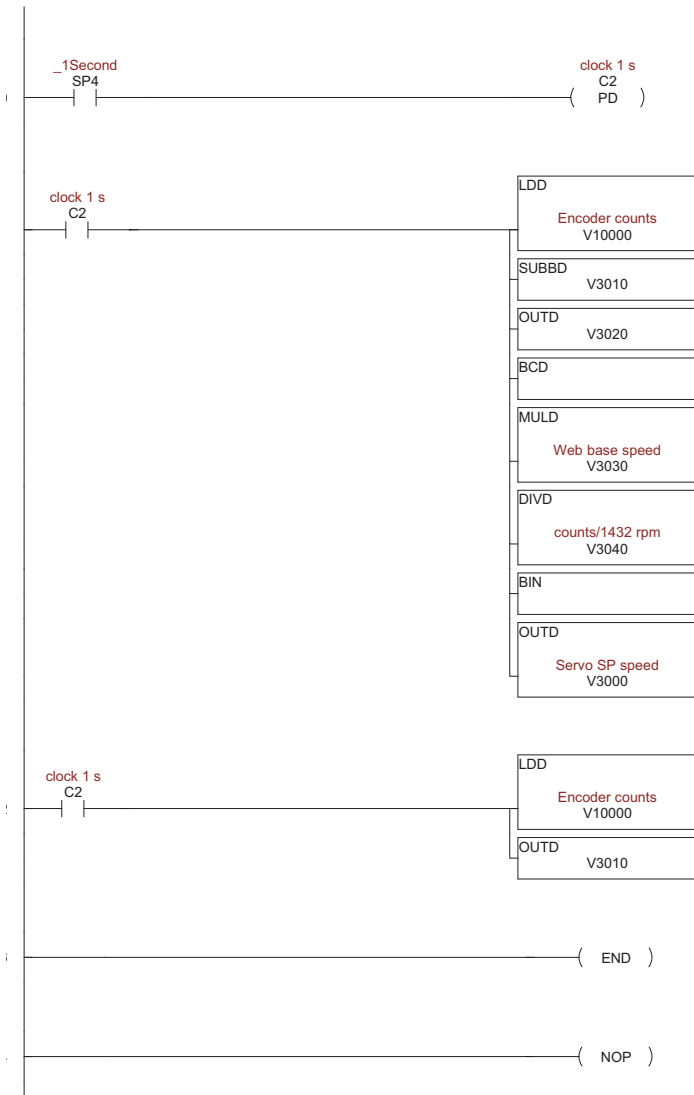 _1Second
SP4
clock 1 s
C2
PD
clock 1 s
C2
LDD
Encoder counts
V10000
SUBBD
V3010
OUTD
V3020
BCD
MULD
Web base speed
V3030
DIVD
counts/1432 rpm
V3040
BIN
OUTD
Servo SP speed
V3000
clock 1 s
C2
LDD
Encoder counts
V10000
OUTD
V3010
END
NOP